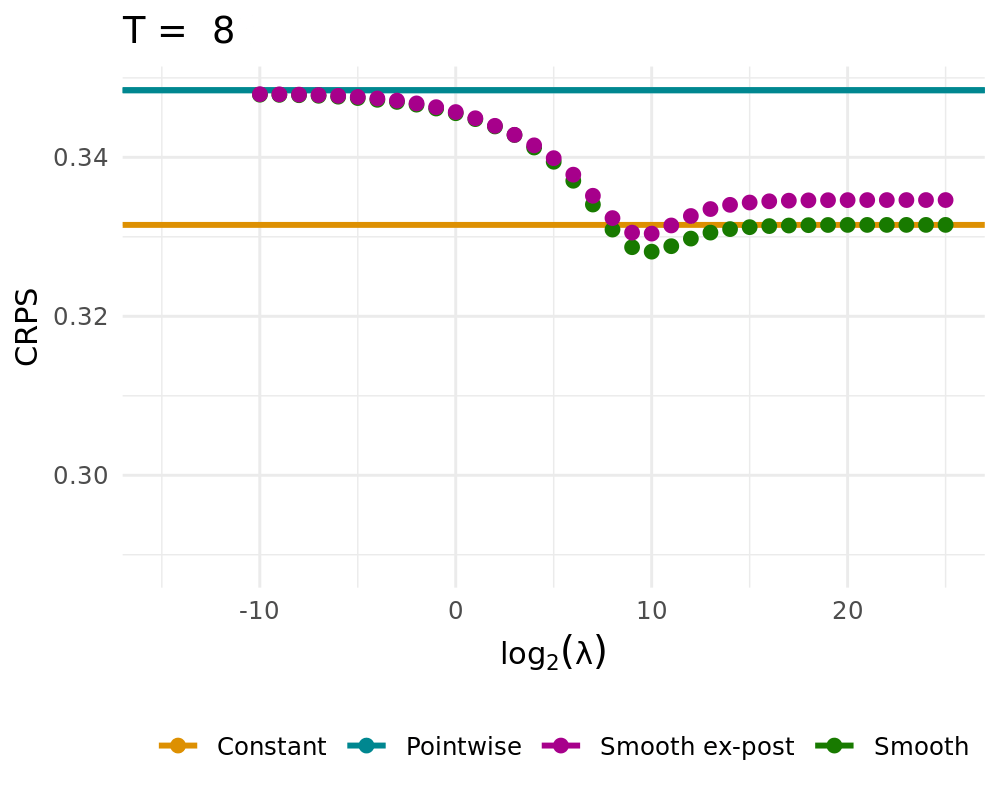 T = 8
CRPS
0.34
0.32
0.30
-10 0 10 20
log₂(λ)
Constant Pointwise Smooth ex-post Smooth